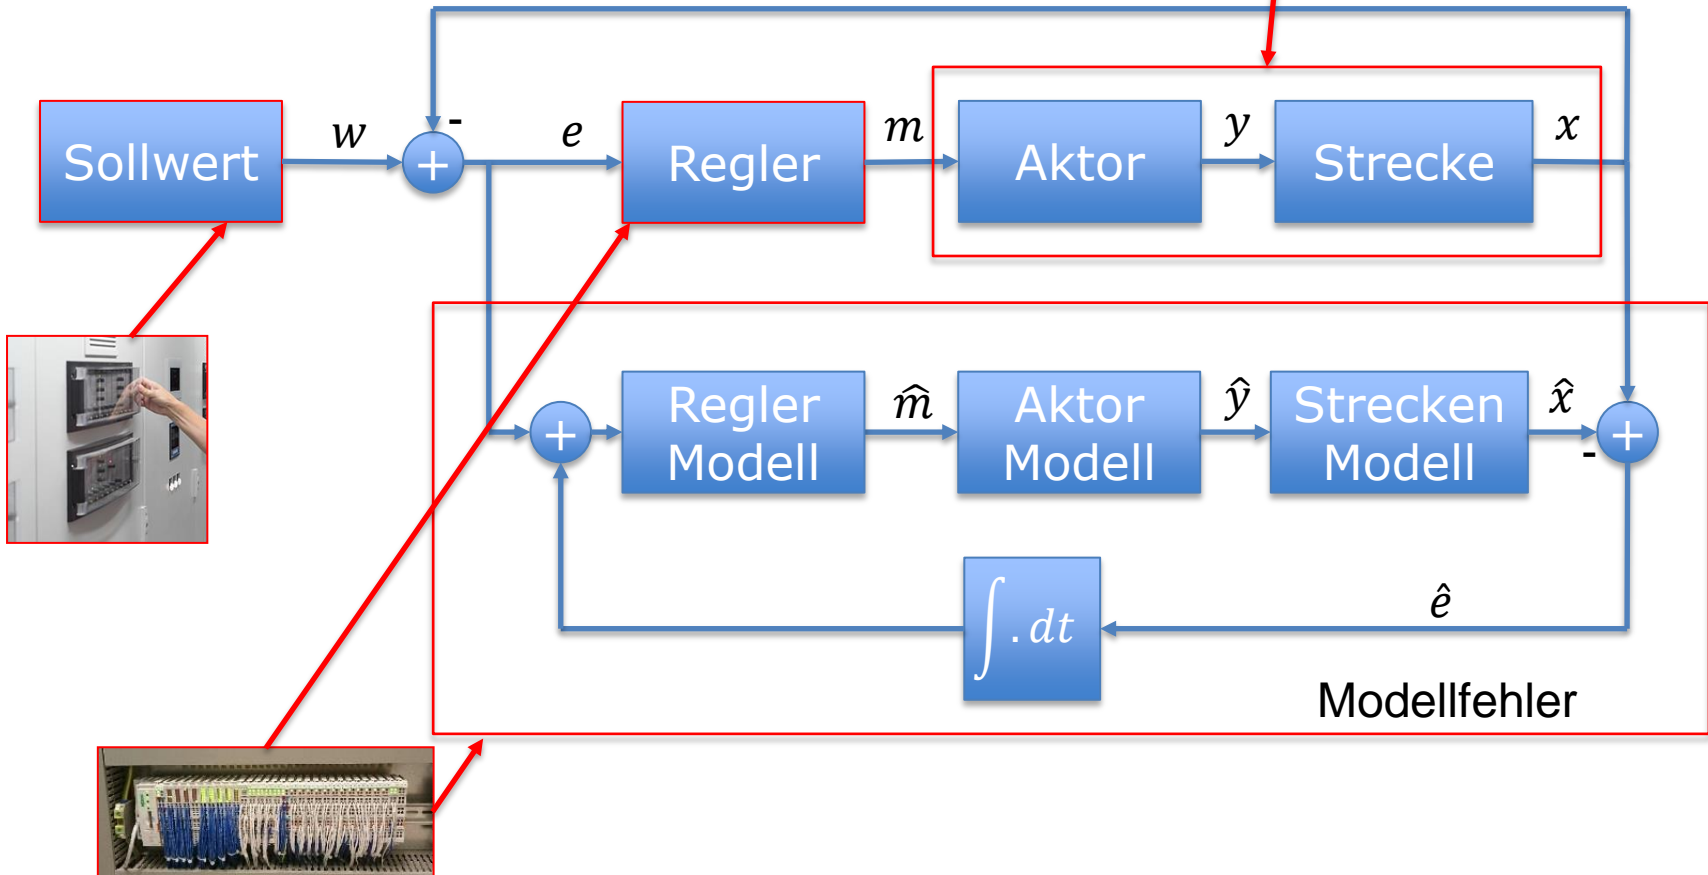 -
Sollwert w + e Regler m Aktor y Strecke x
Regler Modell m̂ Aktor Modell ŷ Strecken Modell x̂
+ + -
∫ . dt ê
Modellfehler